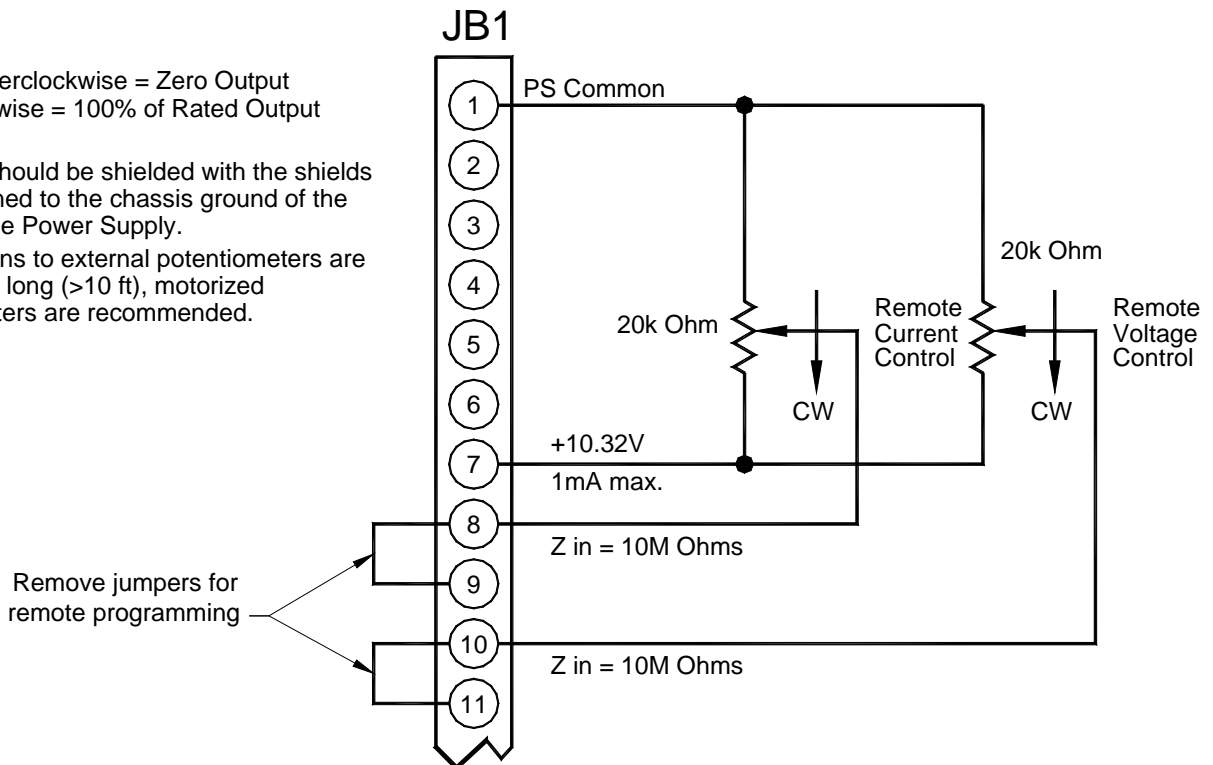 JB1
erclockwise = Zero Output
wise = 100% of Rated Output
hould be shielded with the shields
ned to the chassis ground of the
e Power Supply.
ns to external potentiometers are
long (>10 ft), motorized
ters are recommended.
1
PS Common
2
3
4
5
6
7
8
9
10
11
20k Ohm
Remote
Current
Control
CW
20k Ohm
Remote
Voltage
Control
CW
+10.32V
1mA max.
Z in = 10M Ohms
Z in = 10M Ohms
Remove jumpers for
remote programming